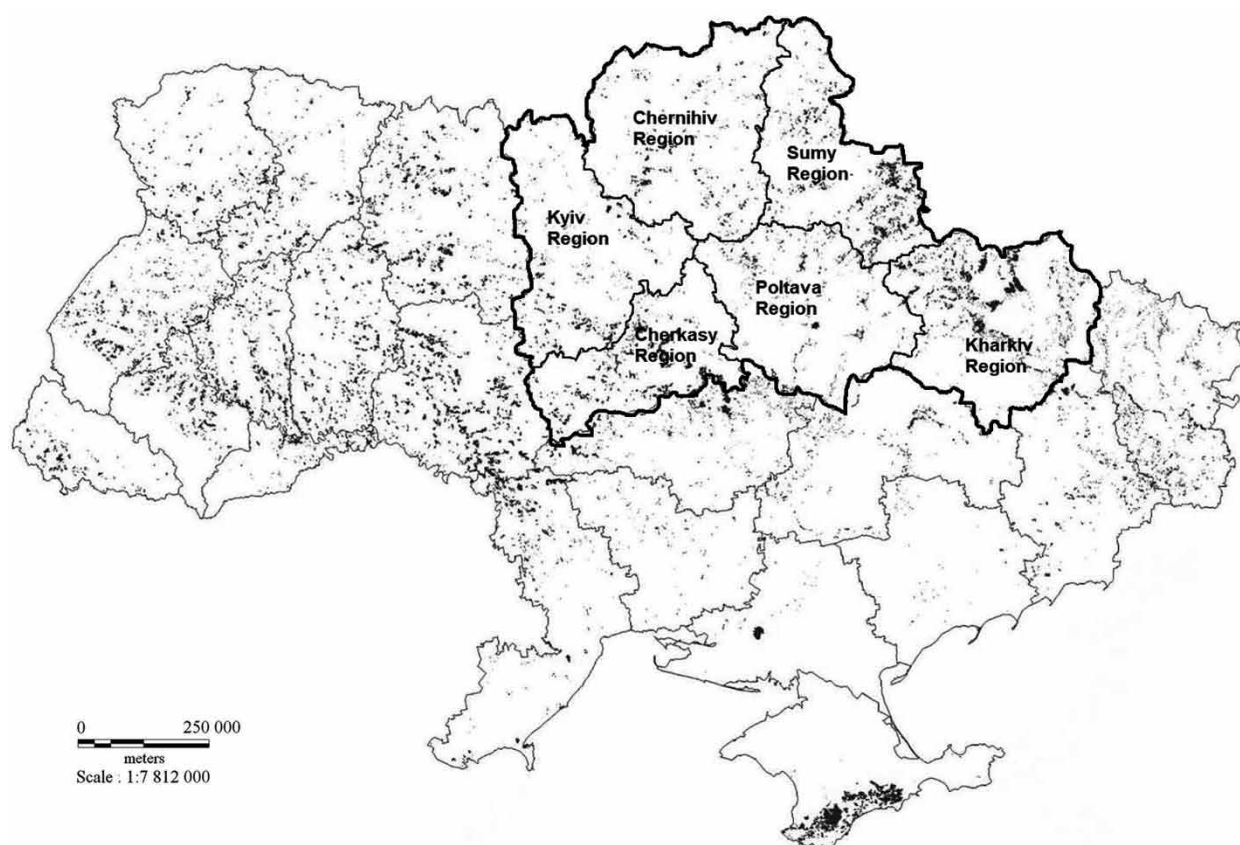 Chernihiv
Region
Sumy
Region
Kyiv
Region
Poltava
Region
Cherkasy
Region
Kharkiv
Region
0 250 000
meters
Scale : 1:7 812 000